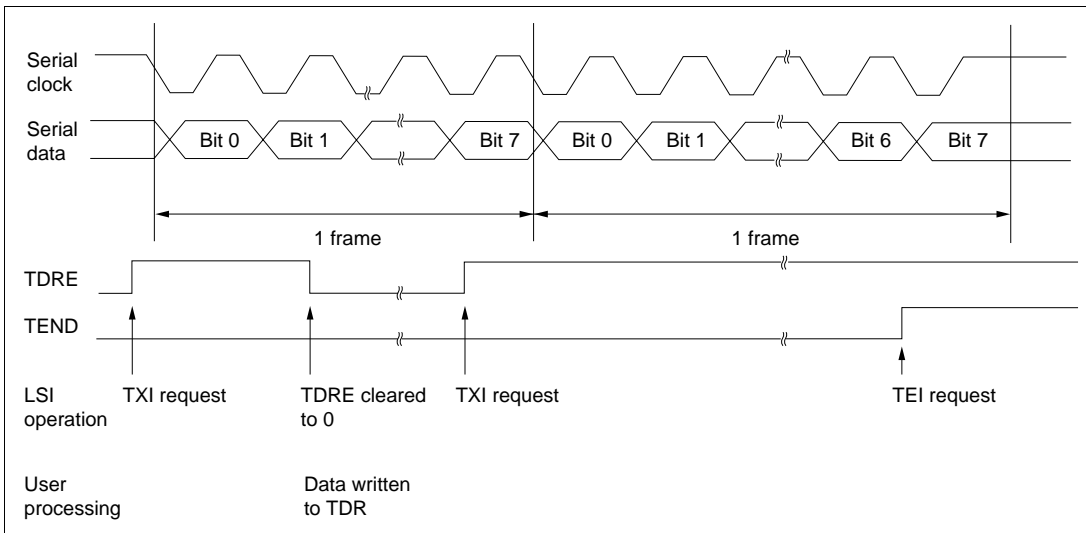 Serial
clock
Serial
data
Bit 0
Bit 1
Bit 7
Bit 0
Bit 1
Bit 6
Bit 7
1 frame
1 frame
TDRE
TEND
LSI
operation
TXI request
TDRE cleared
to 0
TXI request
TEI request
User
processing
Data written
to TDR